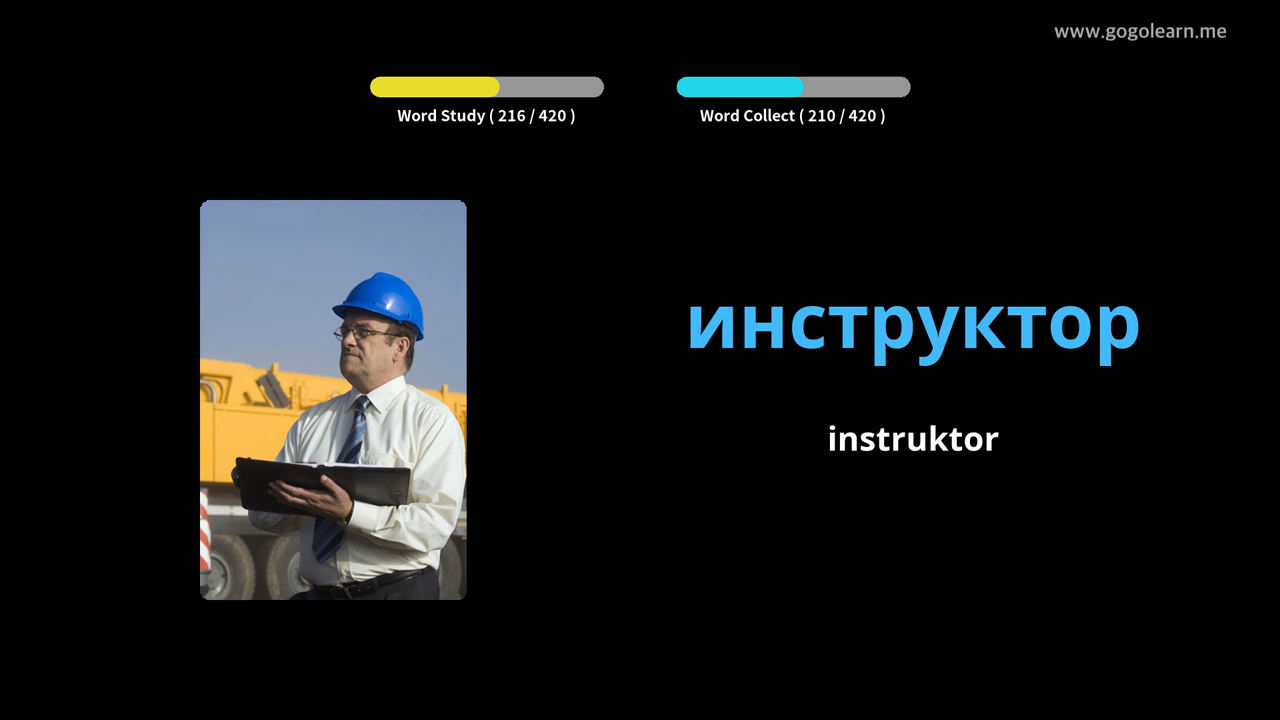 www.gogolearn.me
Word Study ( 216 / 420 )
Word Collect ( 210 / 420 )
инструктор
instruktor